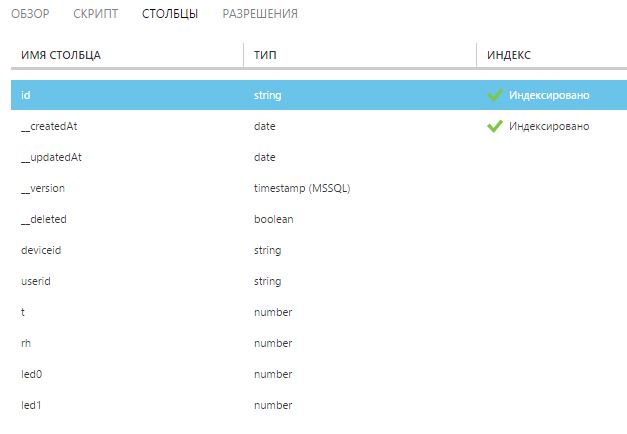 ОБЗОР СКРИПТ СТОЛБЦЫ РАЗРЕШЕНИЯ
ИМЯ СТОЛБЦА ТИП ИНДЕКС
id string Индексировано
__createdAt date Индексировано
__updatedAt date
__version timestamp (MSSQL)
__deleted boolean
deviceid string
userid string
t number
rh number
led0 number
led1 number